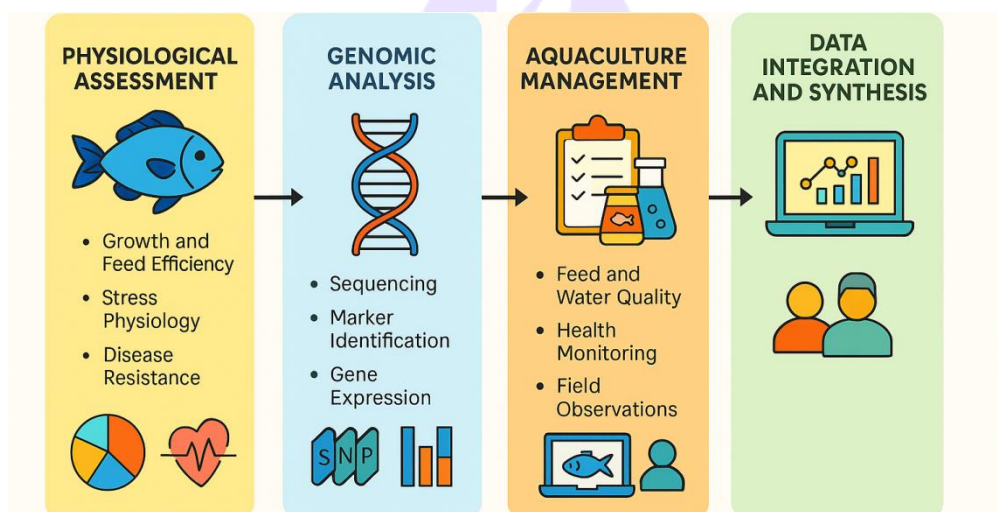 PHYSIOLOGICAL
ASSESSMENT
• Growth and
Feed Efficiency
• Stress
Physiology
• Disease
Resistance
GENOMIC
ANALYSIS
• Sequencing
• Marker
Identification
• Gene
Expression
SNP
AQUACULTURE
MANAGEMENT
• Feed and
Water Quality
• Health
Monitoring
• Field
Observations
DATA
INTEGRATION
AND SYNTHESIS